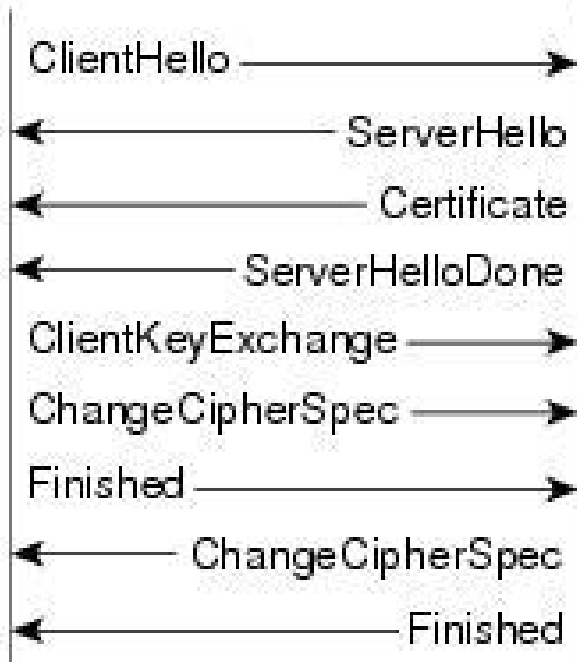 ClientHello
ServerHello
Certificate
ServerHelloDone
ClientKeyExchange
ChangeCipherSpec
Finished
ChangeCipherSpec
Finished